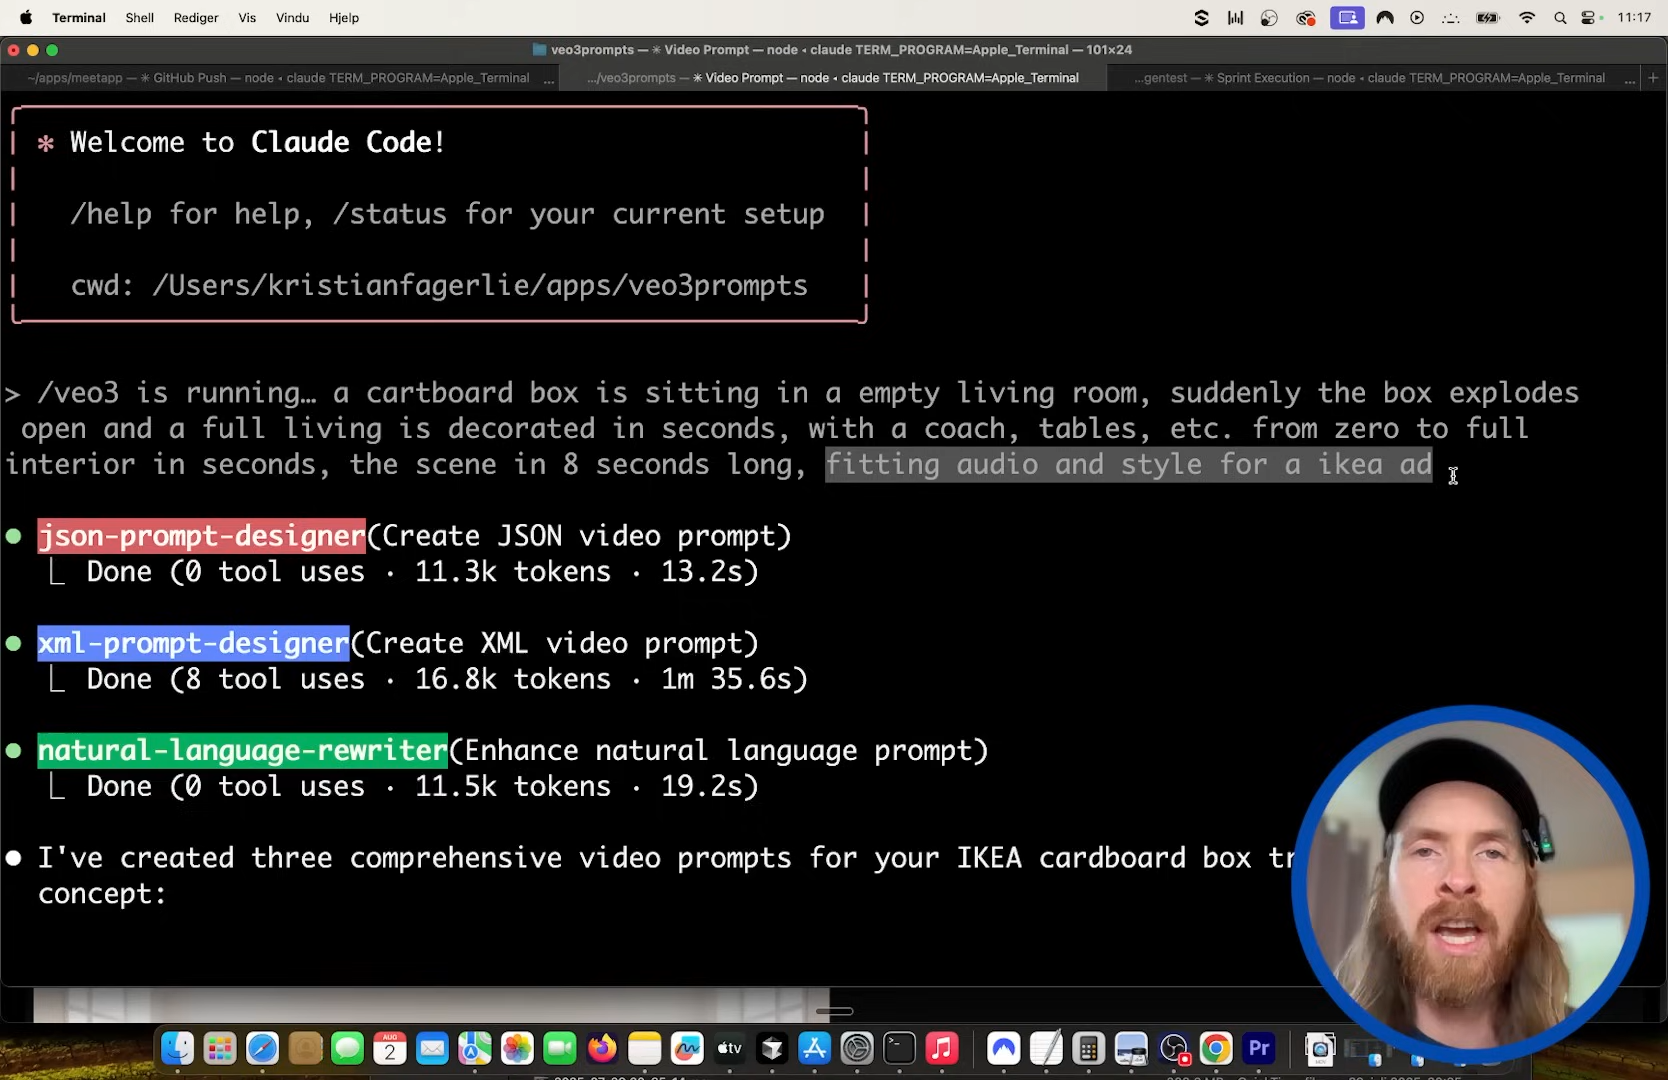 Terminal Shell Rediger Vis Vindu Hjelp 11:17
veo3prompts — ✳ Video Prompt — node ◂ claude TERM_PROGRAM=Apple_Terminal — 101×24
~/apps/meetapp — ✳ GitHub Push — node ◂ claude TERM_PROGRAM=Apple_Terminal ... .../veo3prompts — ✳ Video Prompt — node ◂ claude TERM_PROGRAM=Apple_Terminal ...gentest — ✳ Sprint Execution — node ◂ claude TERM_PROGRAM=Apple_Terminal ... +
✻ Welcome to Claude Code!
/help for help, /status for your current setup
cwd: /Users/kristianfagerlie/apps/veo3prompts
> /veo3 is running… a cartboard box is sitting in a empty living room, suddenly the box explodes
open and a full living is decorated in seconds, with a coach, tables, etc. from zero to full
interior in seconds, the scene in 8 seconds long, fitting audio and style for a ikea ad
json-prompt-designer(Create JSON video prompt)
Done (0 tool uses · 11.3k tokens · 13.2s)
xml-prompt-designer(Create XML video prompt)
Done (8 tool uses · 16.8k tokens · 1m 35.6s)
natural-language-rewriter(Enhance natural language prompt)
Done (0 tool uses · 11.5k tokens · 19.2s)
I've created three comprehensive video prompts for your IKEA cardboard box tr
concept:
AUG
2
tv
Pr